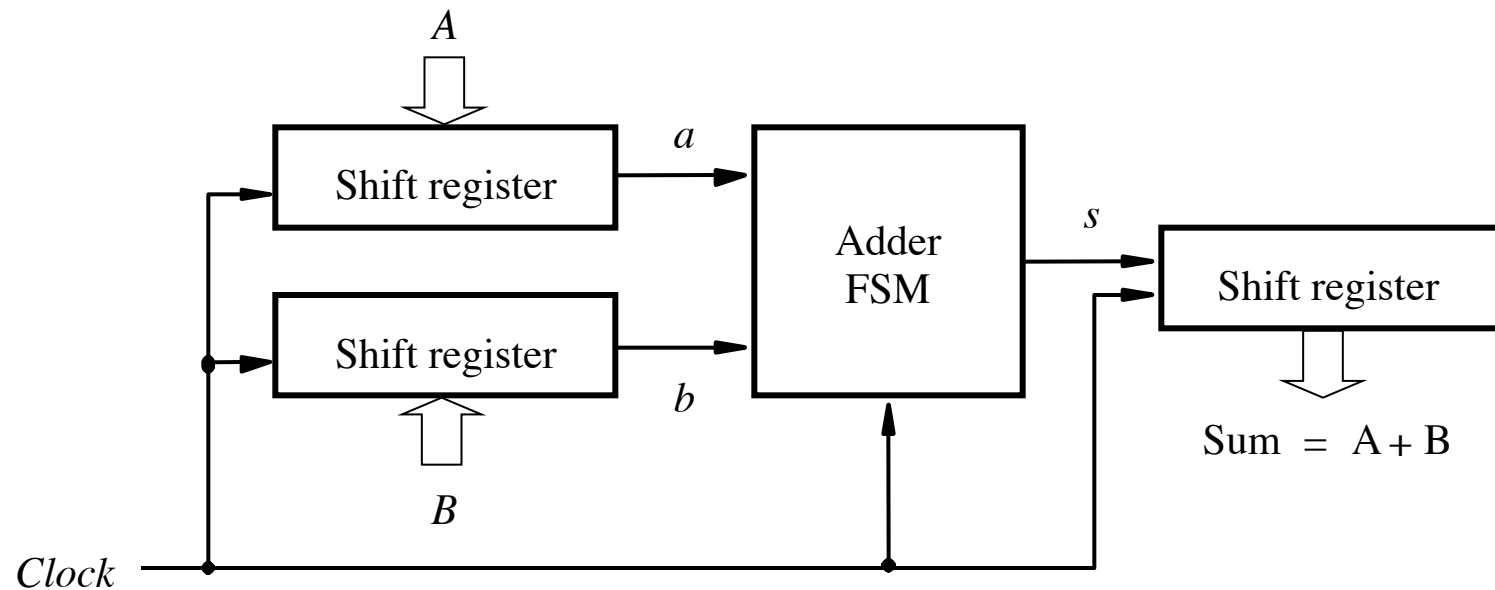 A
Shift register
a
Shift register
b
B
Adder
FSM
s
Shift register
Sum = A + B
Clock